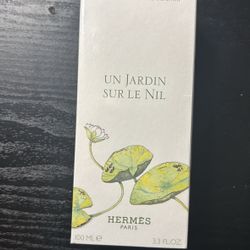 UN JARDIN
SUR LE NIL
HERMÈS
PARIS
100 ML ℮ 3.3 FL.OZ.